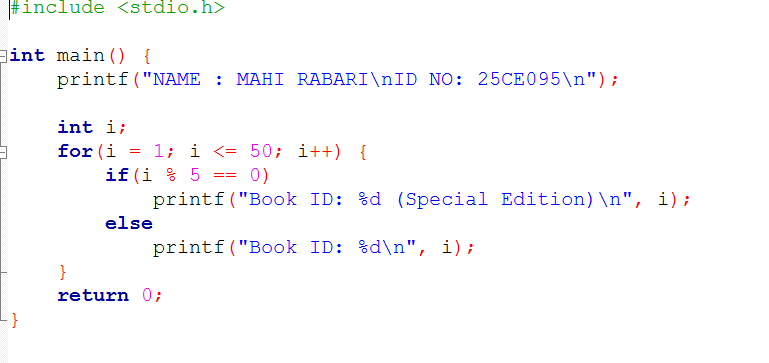 #include <stdio.h>

int main() {
    printf("NAME : MAHI RABARI\nID NO: 25CE095\n");

    int i;
    for(i = 1; i <= 50; i++) {
        if(i % 5 == 0)
            printf("Book ID: %d (Special Edition)\n", i);
        else
            printf("Book ID: %d\n", i);
    }
    return 0;
}